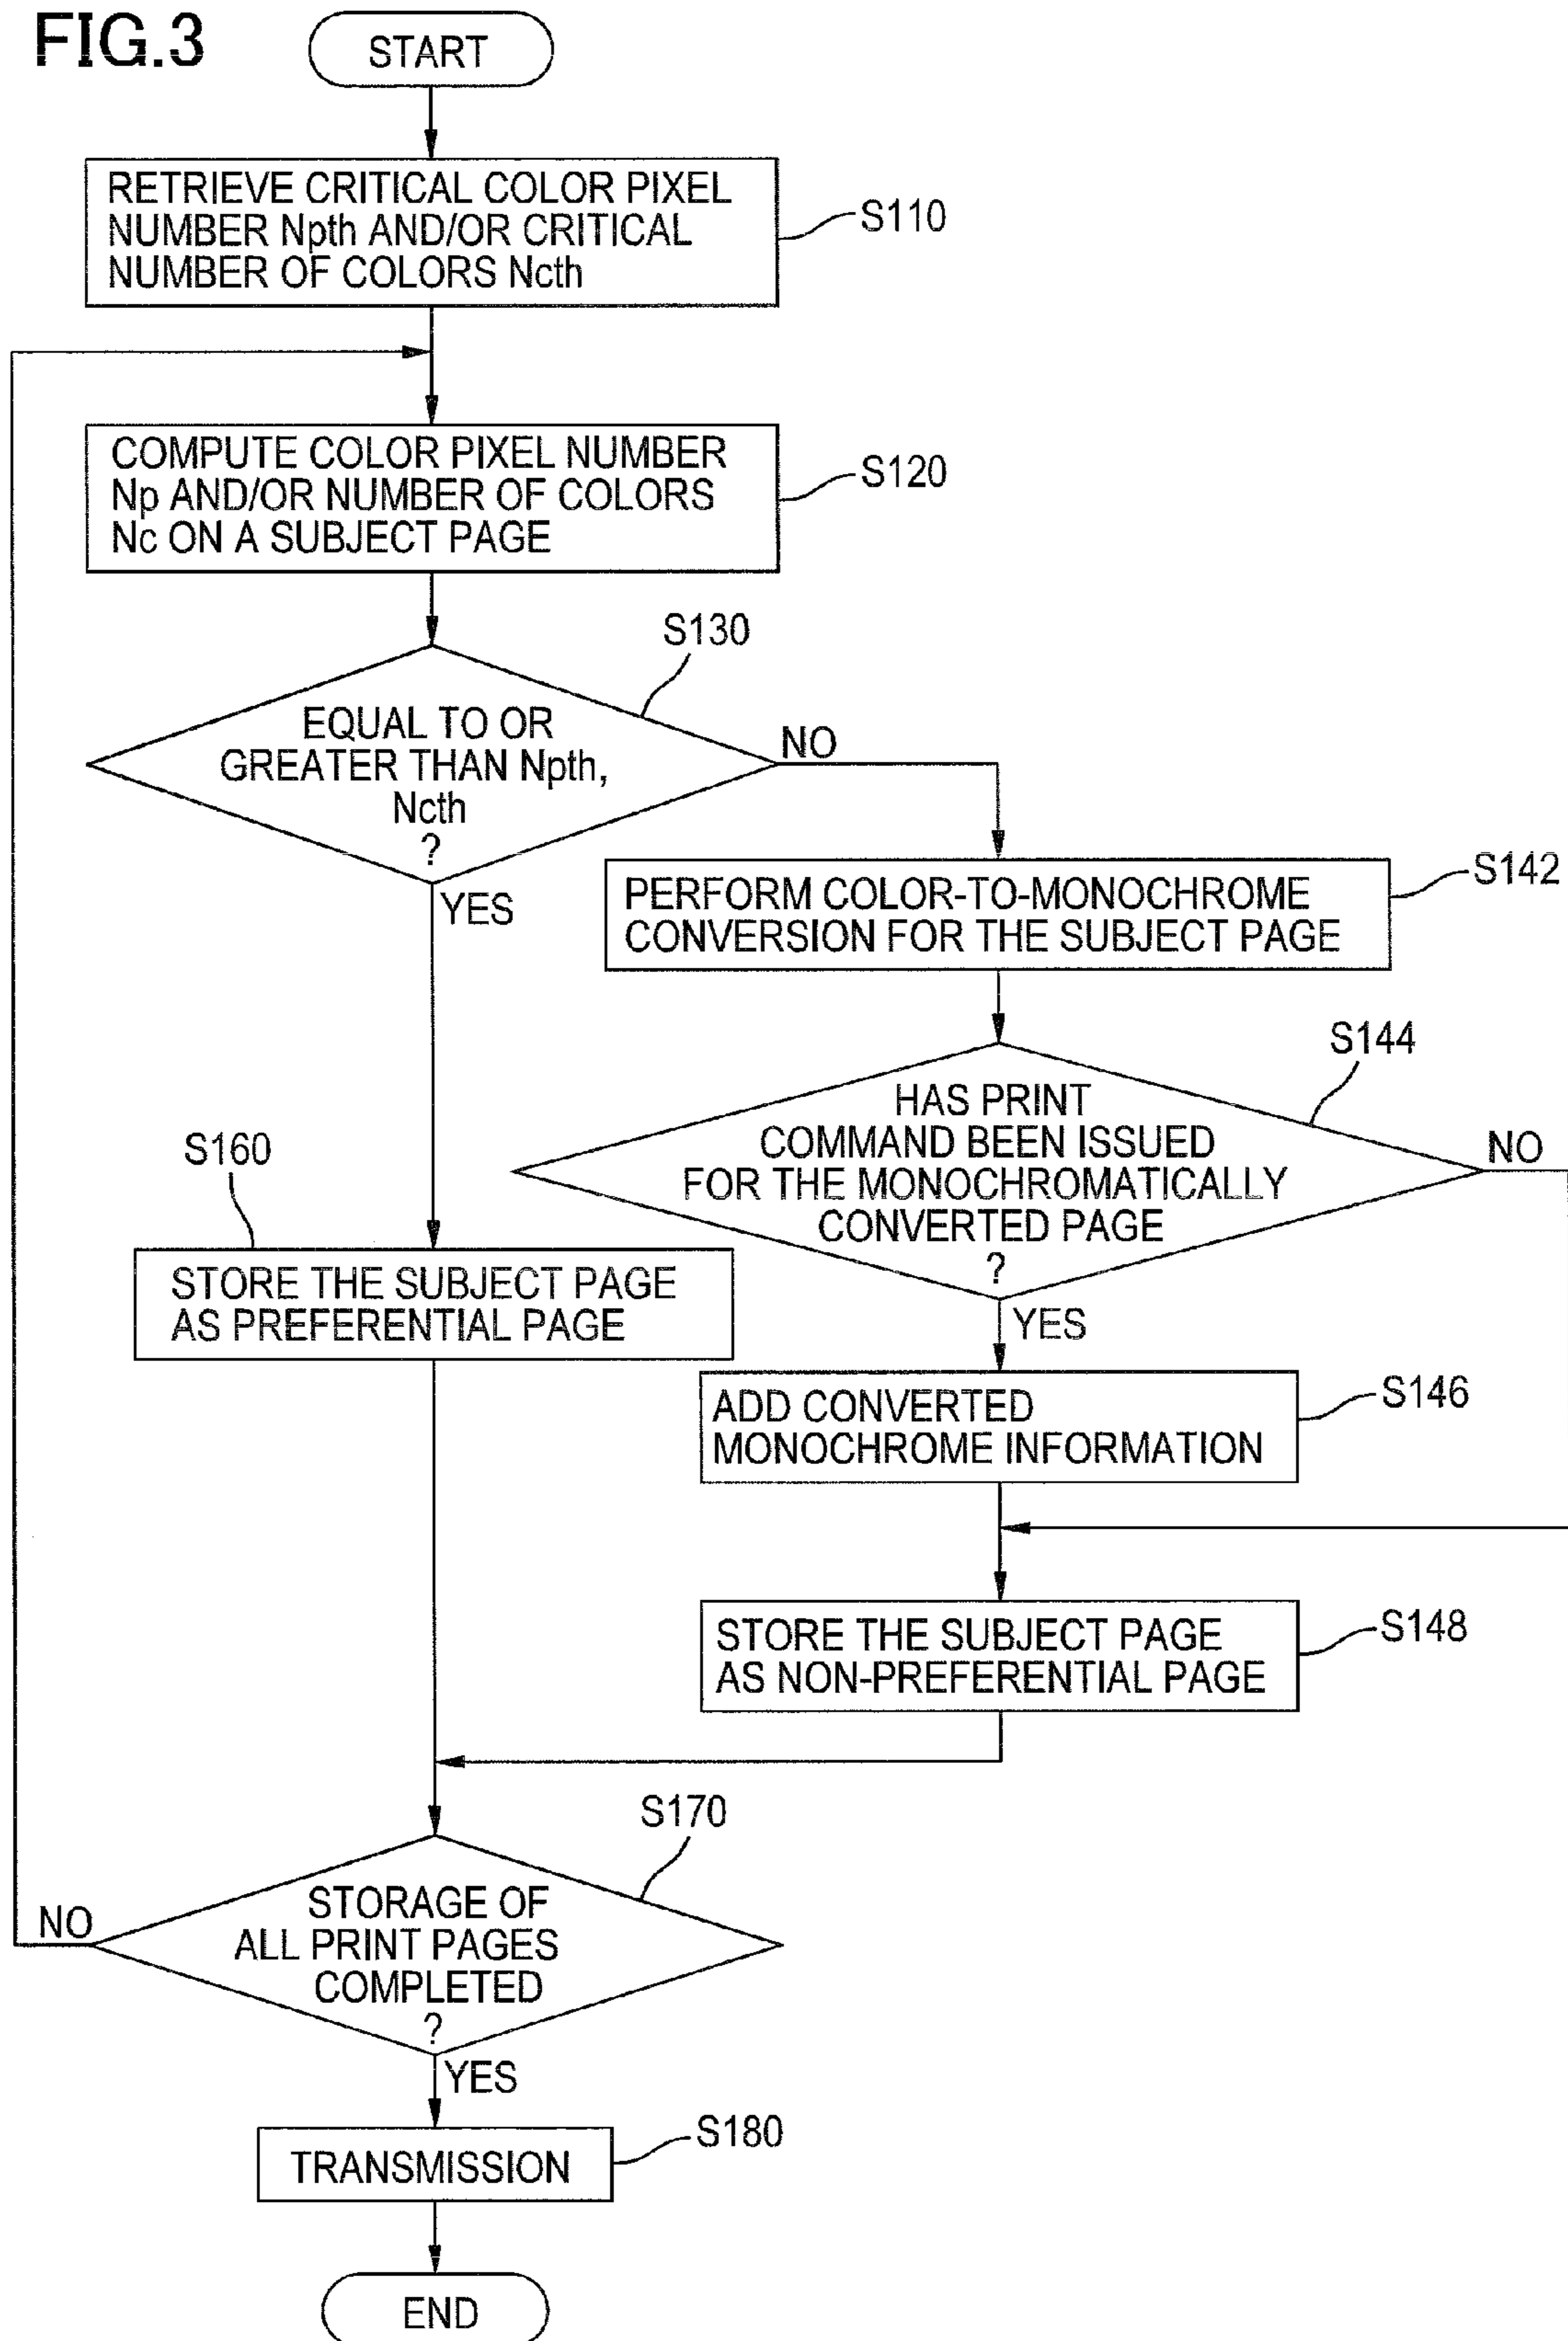 FIG.3
START
RETRIEVE CRITICAL COLOR PIXEL
NUMBER Npth AND/OR CRITICAL
NUMBER OF COLORS Ncth
S110
COMPUTE COLOR PIXEL NUMBER
Np AND/OR NUMBER OF COLORS
Nc ON A SUBJECT PAGE
S120
S130
EQUAL TO OR
GREATER THAN Npth,
Ncth
?
NO
YES
PERFORM COLOR-TO-MONOCHROME
CONVERSION FOR THE SUBJECT PAGE
S142
S144
HAS PRINT
COMMAND BEEN ISSUED
FOR THE MONOCHROMATICALLY
CONVERTED PAGE
?
NO
YES
S160
STORE THE SUBJECT PAGE
AS PREFERENTIAL PAGE
ADD CONVERTED
MONOCHROME INFORMATION
S146
STORE THE SUBJECT PAGE
AS NON-PREFERENTIAL PAGE
S148
S170
STORAGE OF
ALL PRINT PAGES
COMPLETED
?
NO
YES
TRANSMISSION
S180
END